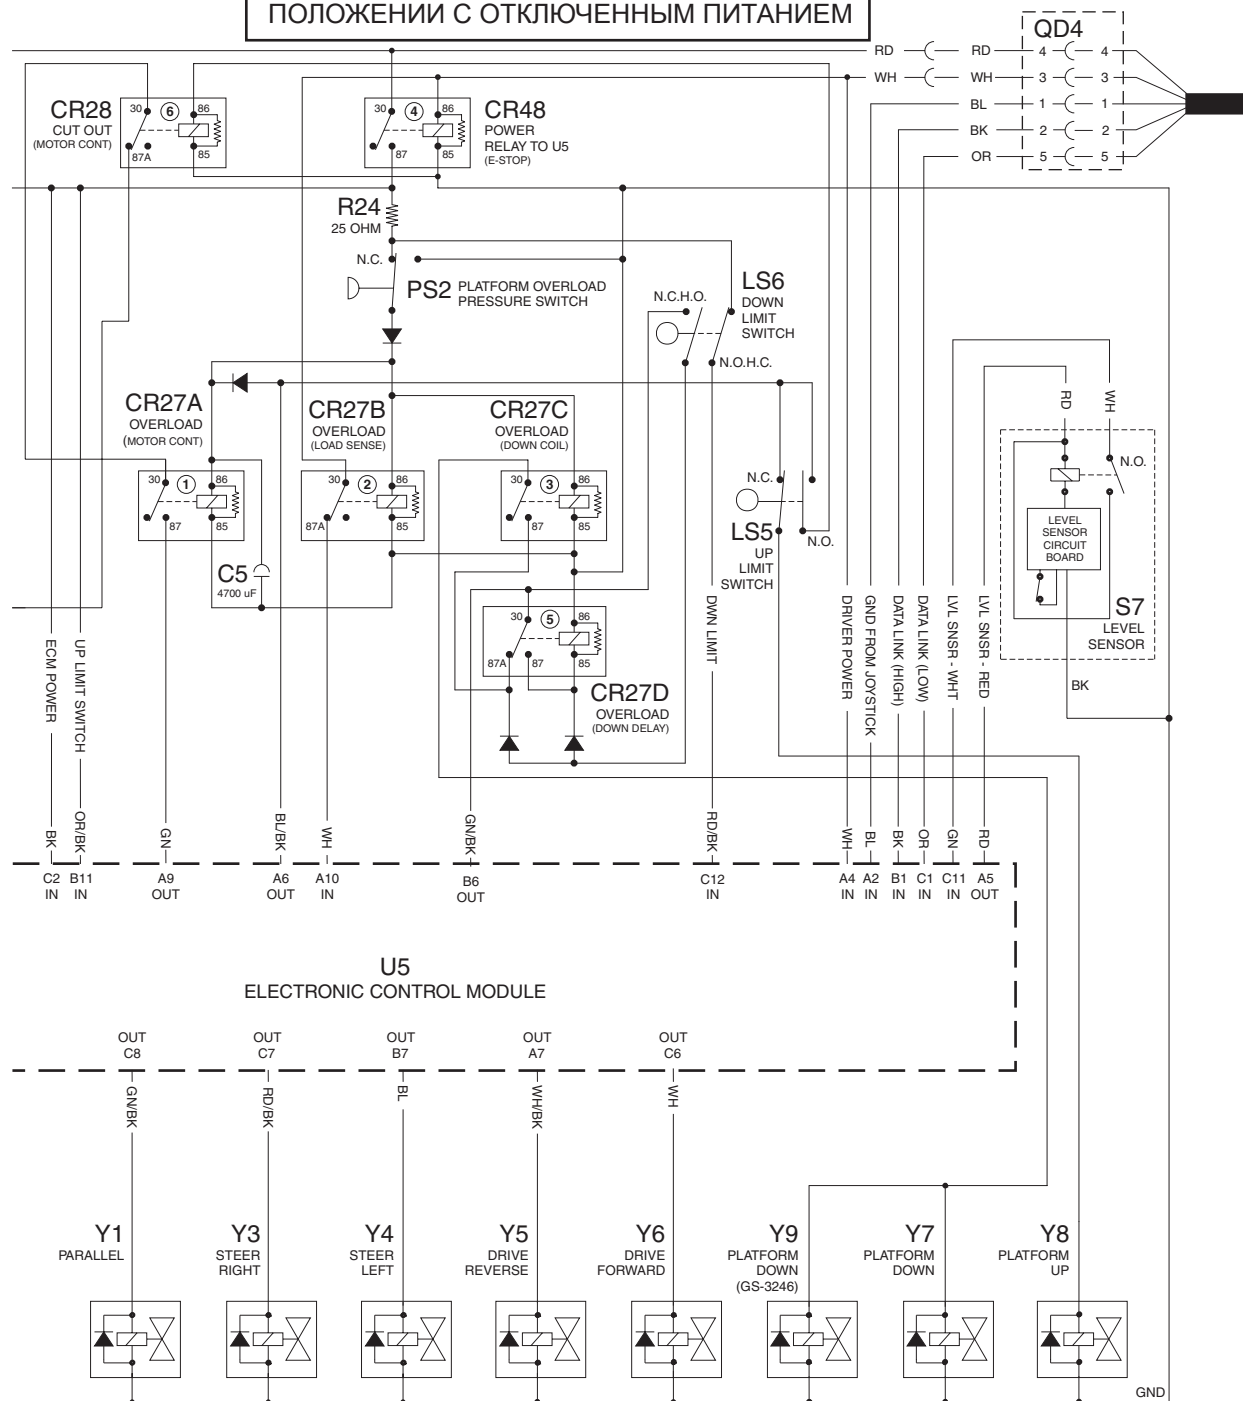 ПОЛОЖЕНИИ С ОТКЛЮЧЕННЫМ ПИТАНИЕМ
QD4
RD RD 4 4
WH WH 3 3
BL 1 1
BK 2 2
OR 5 5
CR28
CUT OUT
(MOTOR CONT)
30 6 86
87A 85
30 4 86
87 85
CR48
POWER
RELAY TO U5
(E-STOP)
R24
25 OHM
N.C.
PS2 PLATFORM OVERLOAD
PRESSURE SWITCH
N.C.H.O.
LS6
DOWN
LIMIT
SWITCH
N.O.H.C.
CR27A
OVERLOAD
(MOTOR CONT)
30 1 86
87 85
CR27B
OVERLOAD
(LOAD SENSE)
30 2 86
87A 85
CR27C
OVERLOAD
(DOWN COIL)
30 3 86
87 85
C5
4700 uF
N.C.
LS5
UP
LIMIT
SWITCH
N.O.
RD
WH
N.O.
LEVEL
SENSOR
CIRCUIT
BOARD
S7
LEVEL
SENSOR
BK
30 5 86
87A 87 85
CR27D
OVERLOAD
(DOWN DELAY)
ECM POWER
UP LIMIT SWITCH
DWN LIMIT
DRIVER POWER
GND FROM JOYSTICK
DATA LINK (HIGH)
DATA LINK (LOW)
LVL SNSR - WHT
LVL SNSR - RED
BK
OR/BK
GN
BL/BK
WH
GN/BK
RD/BK
WH
BL
BK
OR
GN
RD
C2 B11 A9 A6 A10 B6 C12 A4 A2 B1 C1 C11 A5
IN IN OUT OUT IN OUT IN IN IN IN IN IN OUT
U5
ELECTRONIC CONTROL MODULE
OUT OUT OUT OUT OUT
C8 C7 B7 A7 C6
GN/BK
RD/BK
BL
WH/BK
WH
Y1
PARALLEL
Y3
STEER
RIGHT
Y4
STEER
LEFT
Y5
DRIVE
REVERSE
Y6
DRIVE
FORWARD
Y9
PLATFORM
DOWN
(GS-3246)
Y7
PLATFORM
DOWN
Y8
PLATFORM
UP
GND